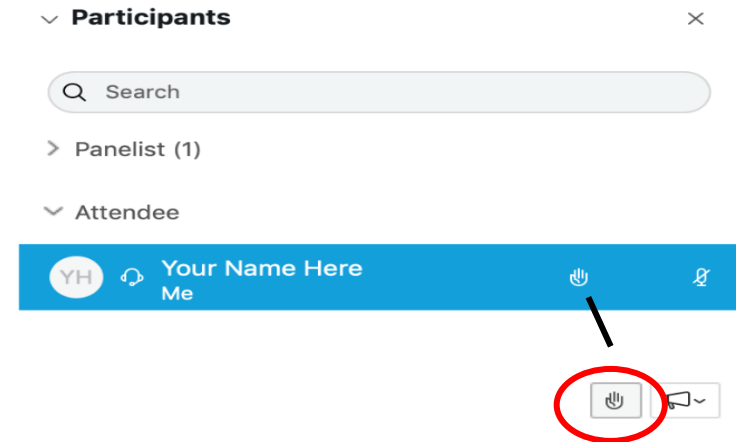 Participants
Search
Panelist (1)
Attendee
YH
Your Name Here
Me